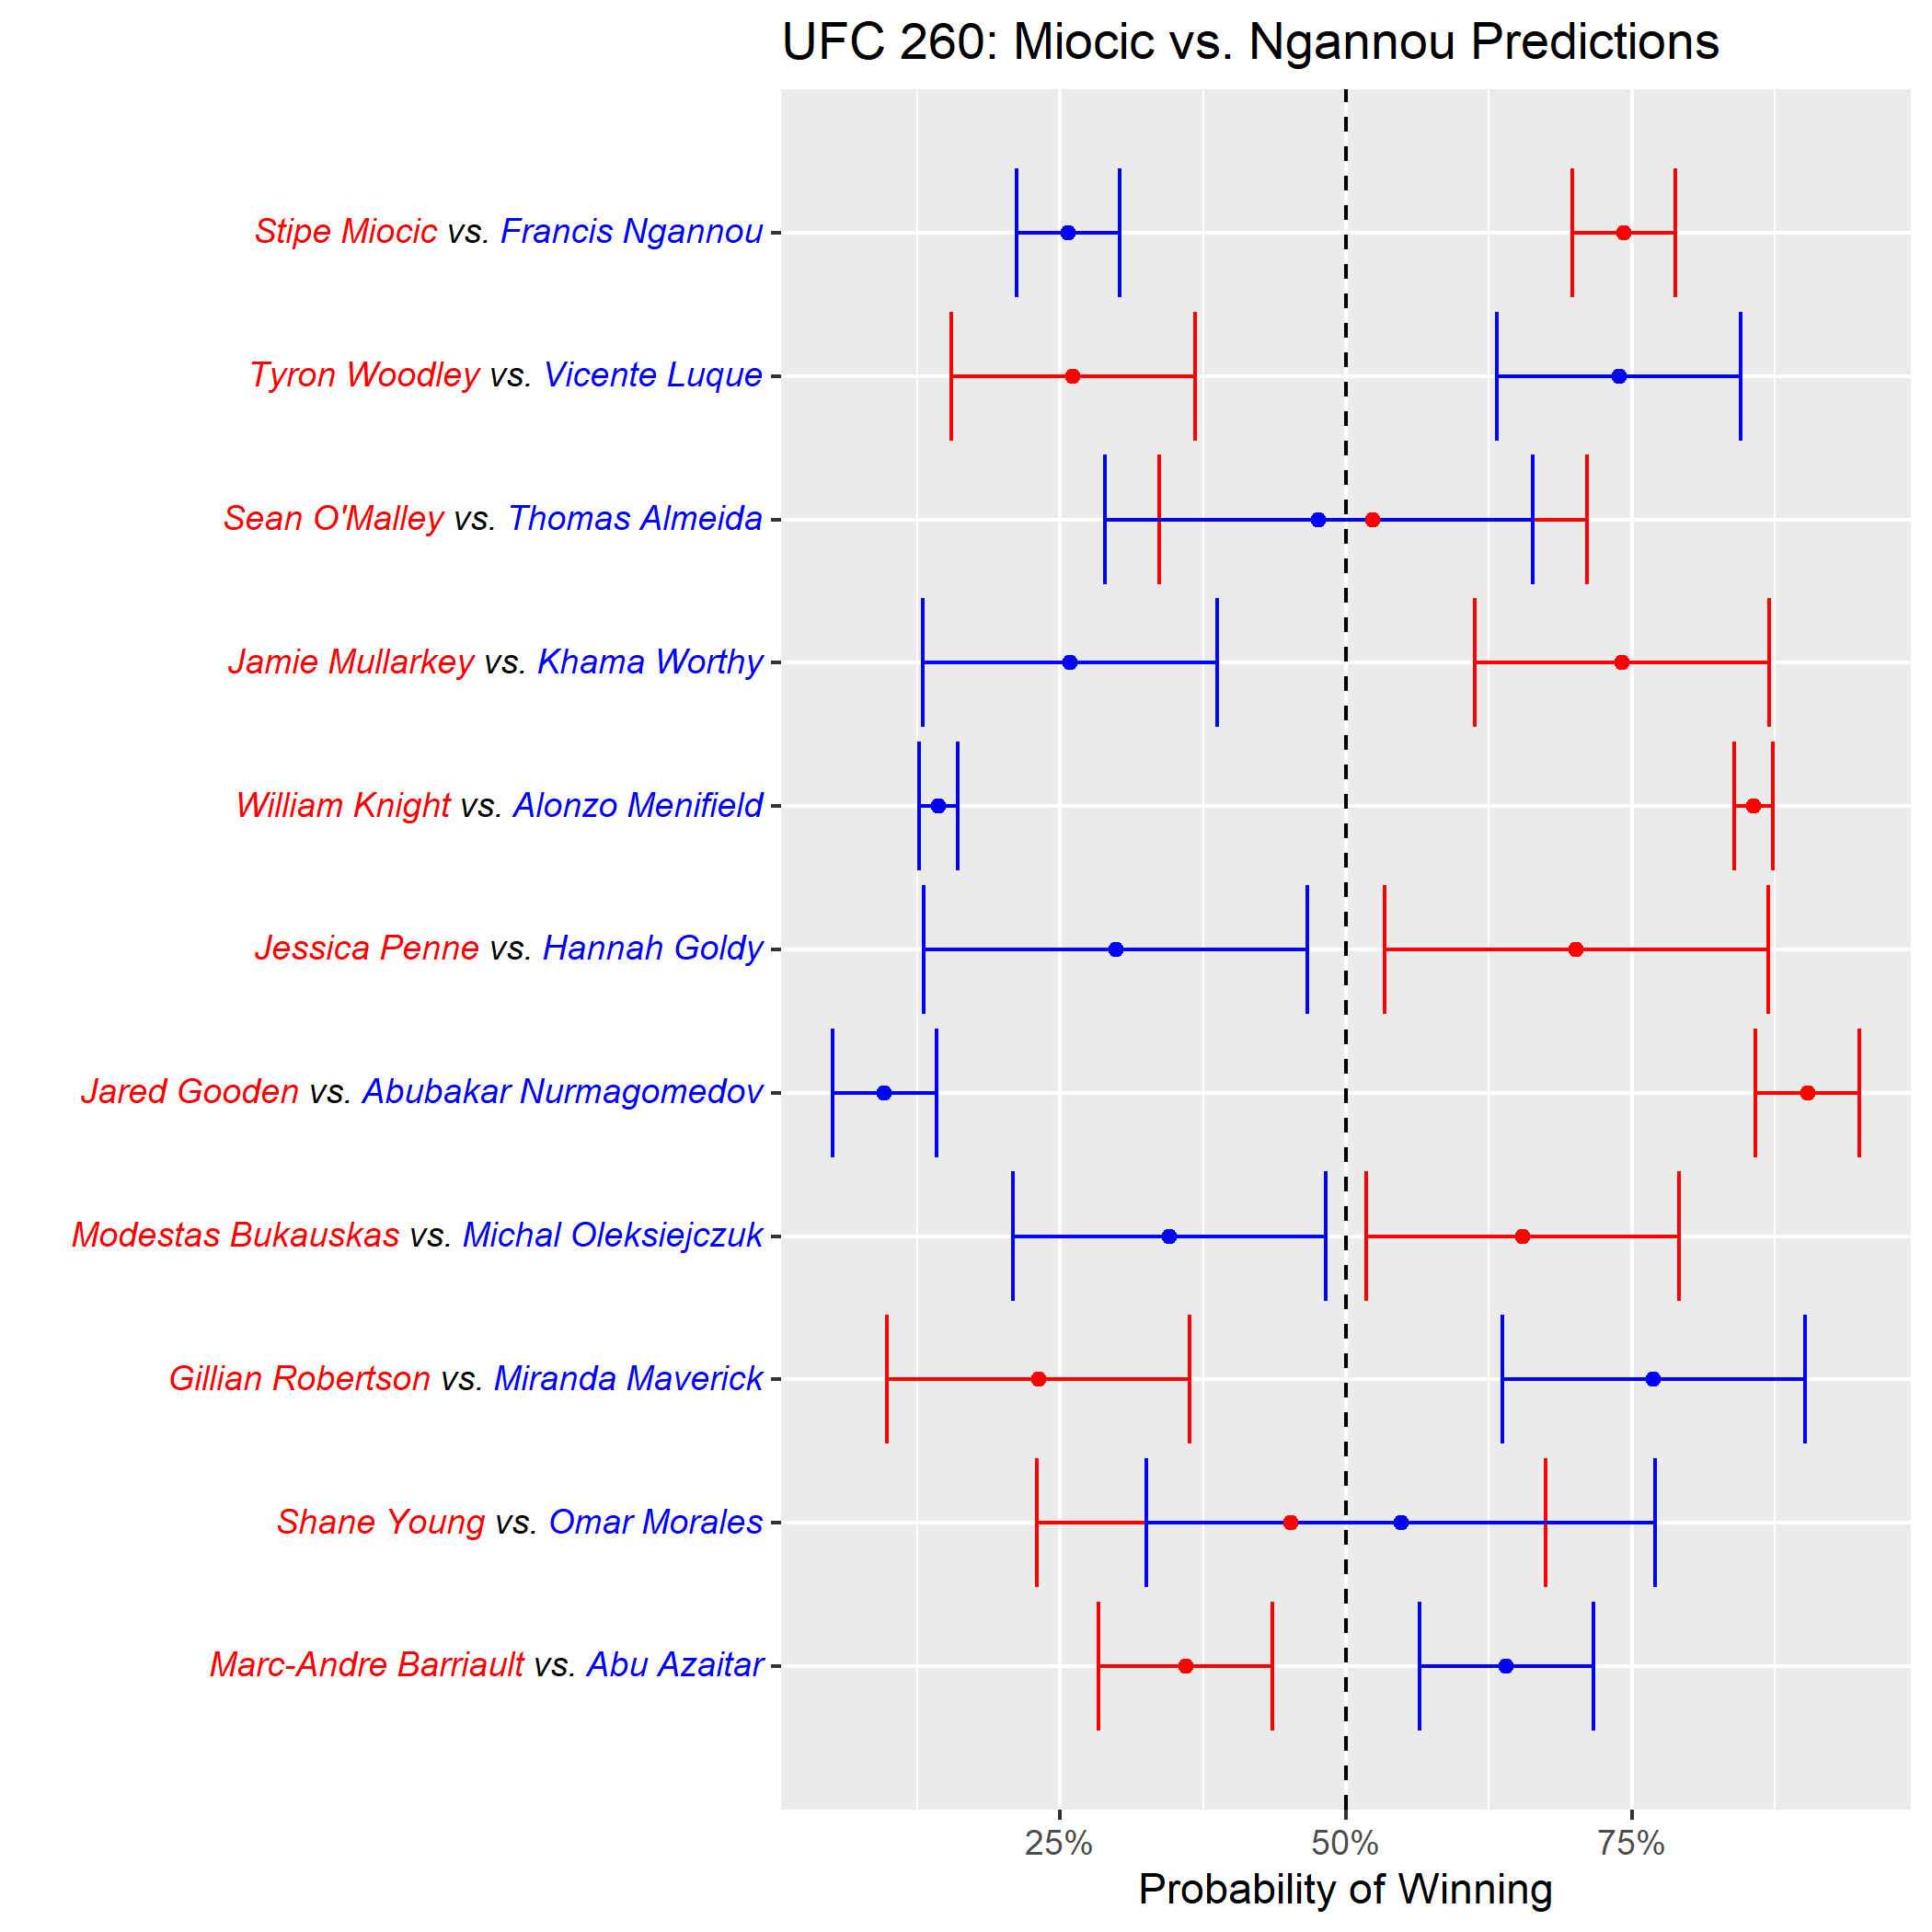 UFC 260: Miocic vs. Ngannou Predictions
Stipe Miocic vs. Francis Ngannou
Tyron Woodley vs. Vicente Luque
Sean O'Malley vs. Thomas Almeida
Jamie Mullarkey vs. Khama Worthy
William Knight vs. Alonzo Menifield
Jessica Penne vs. Hannah Goldy
Jared Gooden vs. Abubakar Nurmagomedov
Modestas Bukauskas vs. Michal Oleksiejczuk
Gillian Robertson vs. Miranda Maverick
Shane Young vs. Omar Morales
Marc-Andre Barriault vs. Abu Azaitar
25% 50% 75%
Probability of Winning